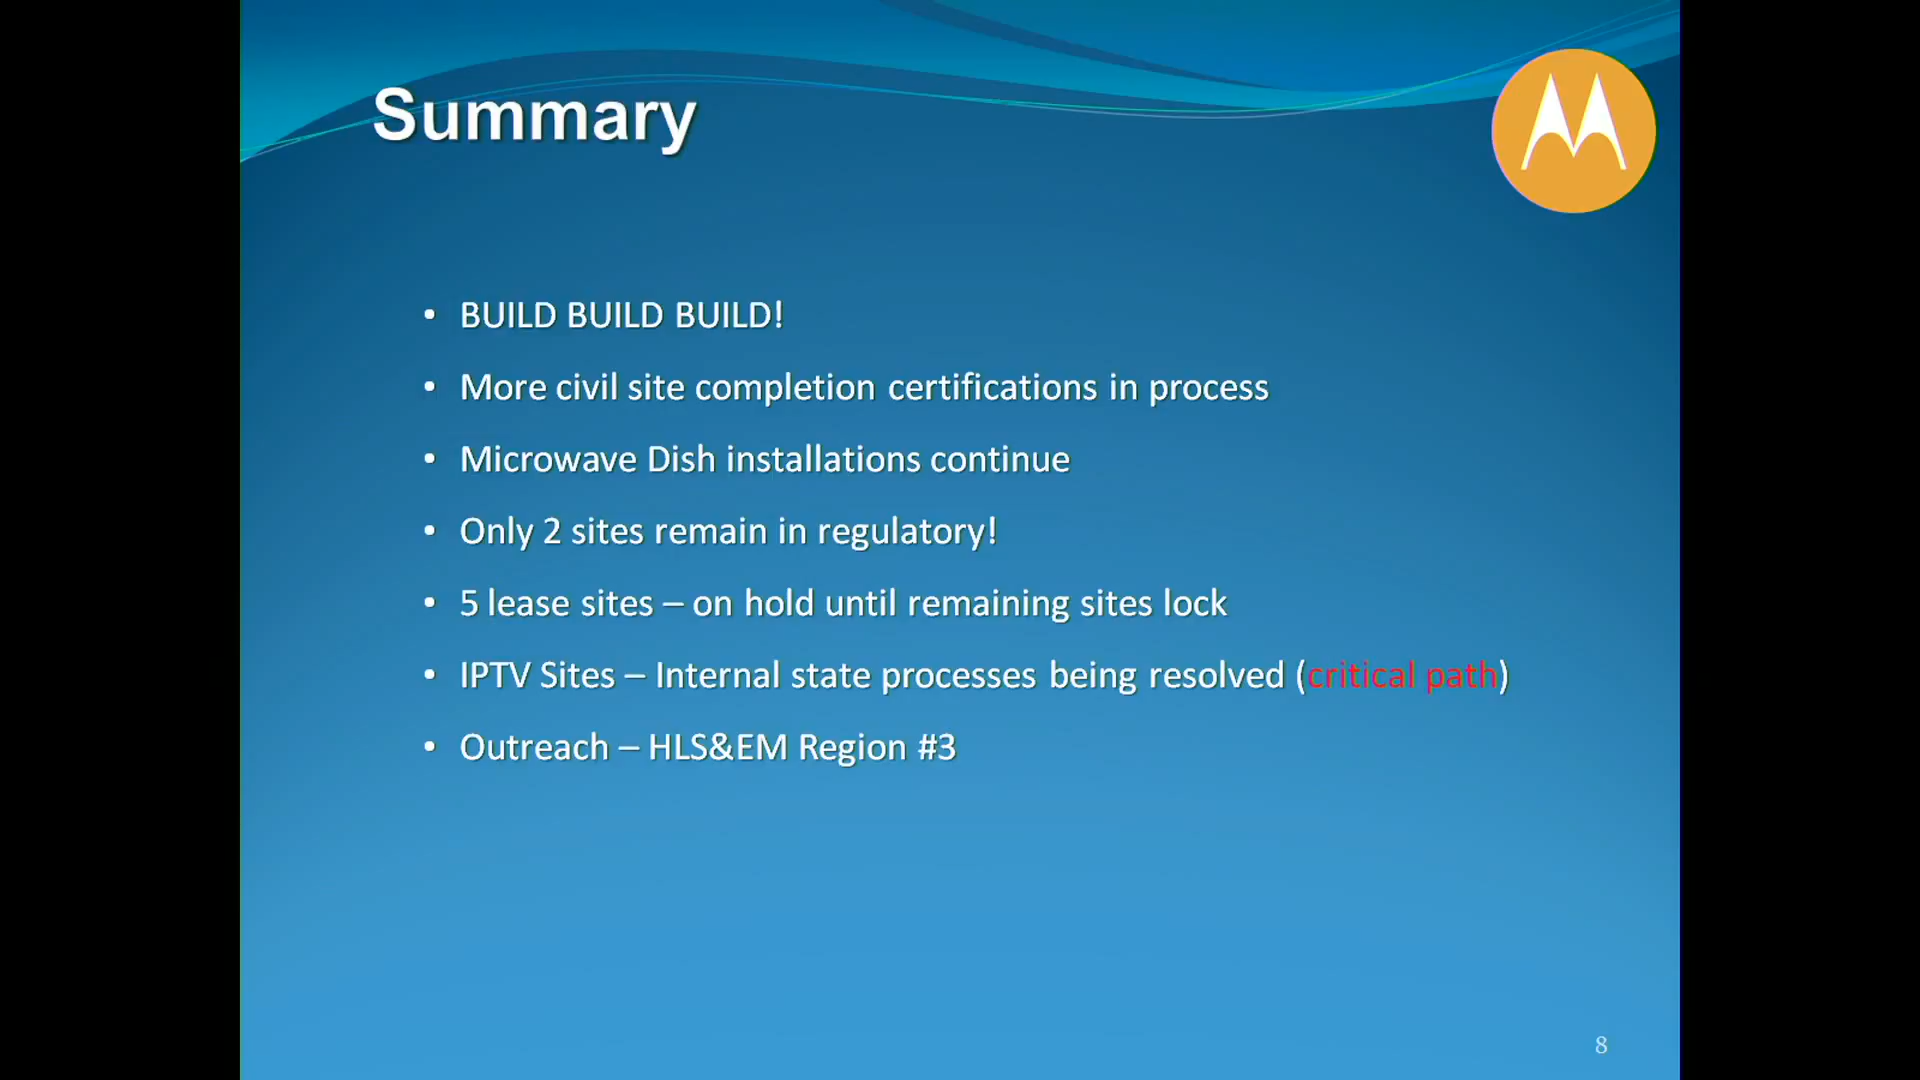 Summary
• BUILD BUILD BUILD!
• More civil site completion certifications in process
• Microwave Dish installations continue
• Only 2 sites remain in regulatory!
• 5 lease sites – on hold until remaining sites lock
• IPTV Sites – Internal state processes being resolved (critical path)
• Outreach – HLS&EM Region #3
8